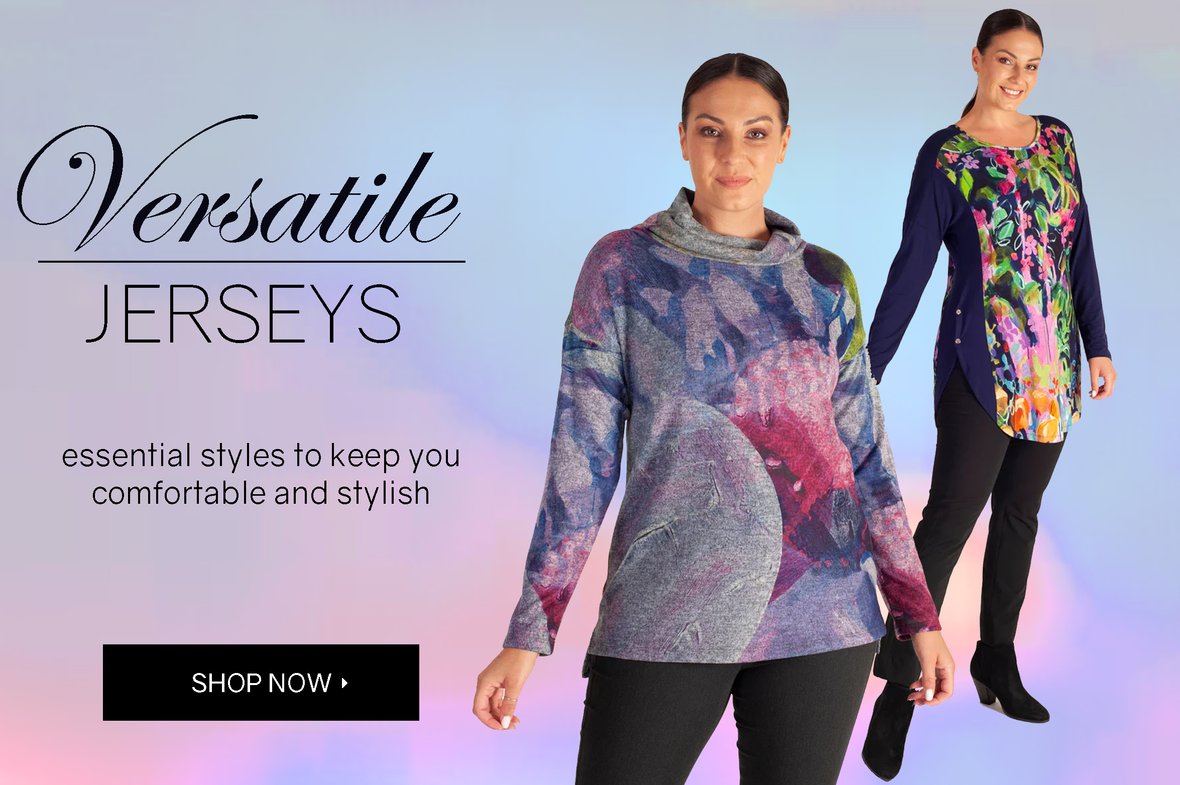 Versatile
JERSEYS
essential styles to keep you
comfortable and stylish
SHOP NOW